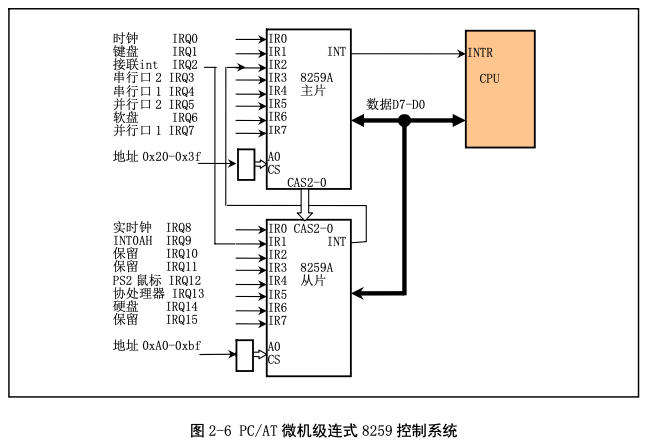 时钟 IRQ0 IR0
键盘 IRQ1 IR1 INT INTR
接联int IRQ2 IR2
串行口2 IRQ3 IR3 8259A CPU
串行口1 IRQ4 IR4 主片
并行口2 IRQ5 IR5 数据D7-D0
软盘 IRQ6 IR6
并行口1 IRQ7 IR7
地址 0x20-0x3f A0
CS
CAS2-0
实时钟 IRQ8 IR0 CAS2-0
INT0AH IRQ9 IR1 INT
保留 IRQ10 IR2
保留 IRQ11 IR3 8259A
PS2鼠标 IRQ12 IR4 从片
协处理器 IRQ13 IR5
硬盘 IRQ14 IR6
保留 IRQ15 IR7
地址 0xA0-0xbf A0
CS
图 2-6 PC/AT 微机级连式 8259 控制系统